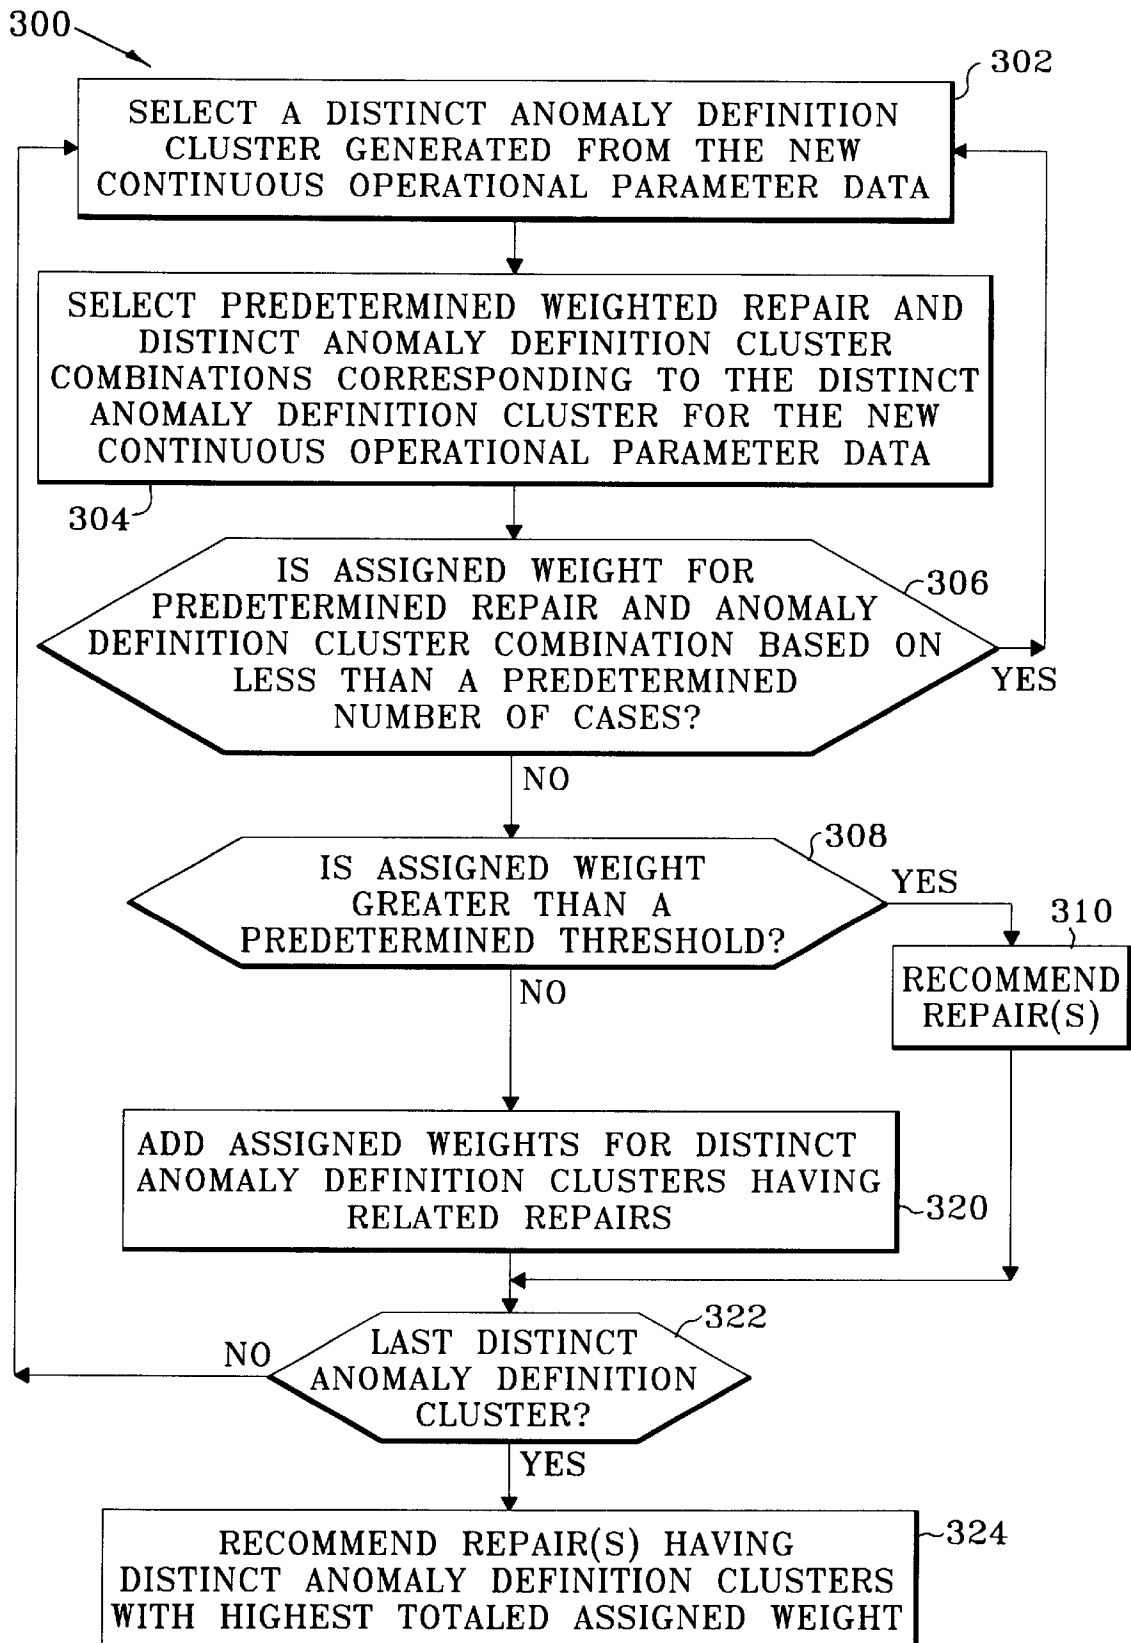 300
302
SELECT A DISTINCT ANOMALY DEFINITION
CLUSTER GENERATED FROM THE NEW
CONTINUOUS OPERATIONAL PARAMETER DATA
SELECT PREDETERMINED WEIGHTED REPAIR AND
DISTINCT ANOMALY DEFINITION CLUSTER
COMBINATIONS CORRESPONDING TO THE DISTINCT
ANOMALY DEFINITION CLUSTER FOR THE NEW
CONTINUOUS OPERATIONAL PARAMETER DATA
304
IS ASSIGNED WEIGHT FOR
PREDETERMINED REPAIR AND ANOMALY
DEFINITION CLUSTER COMBINATION BASED ON
LESS THAN A PREDETERMINED
NUMBER OF CASES?
306
YES
NO
308
IS ASSIGNED WEIGHT
GREATER THAN A
PREDETERMINED THRESHOLD?
YES
310
RECOMMEND
REPAIR(S)
NO
ADD ASSIGNED WEIGHTS FOR DISTINCT
ANOMALY DEFINITION CLUSTERS HAVING
RELATED REPAIRS
320
322
LAST DISTINCT
ANOMALY DEFINITION
CLUSTER?
NO
YES
324
RECOMMEND REPAIR(S) HAVING
DISTINCT ANOMALY DEFINITION CLUSTERS
WITH HIGHEST TOTALED ASSIGNED WEIGHT